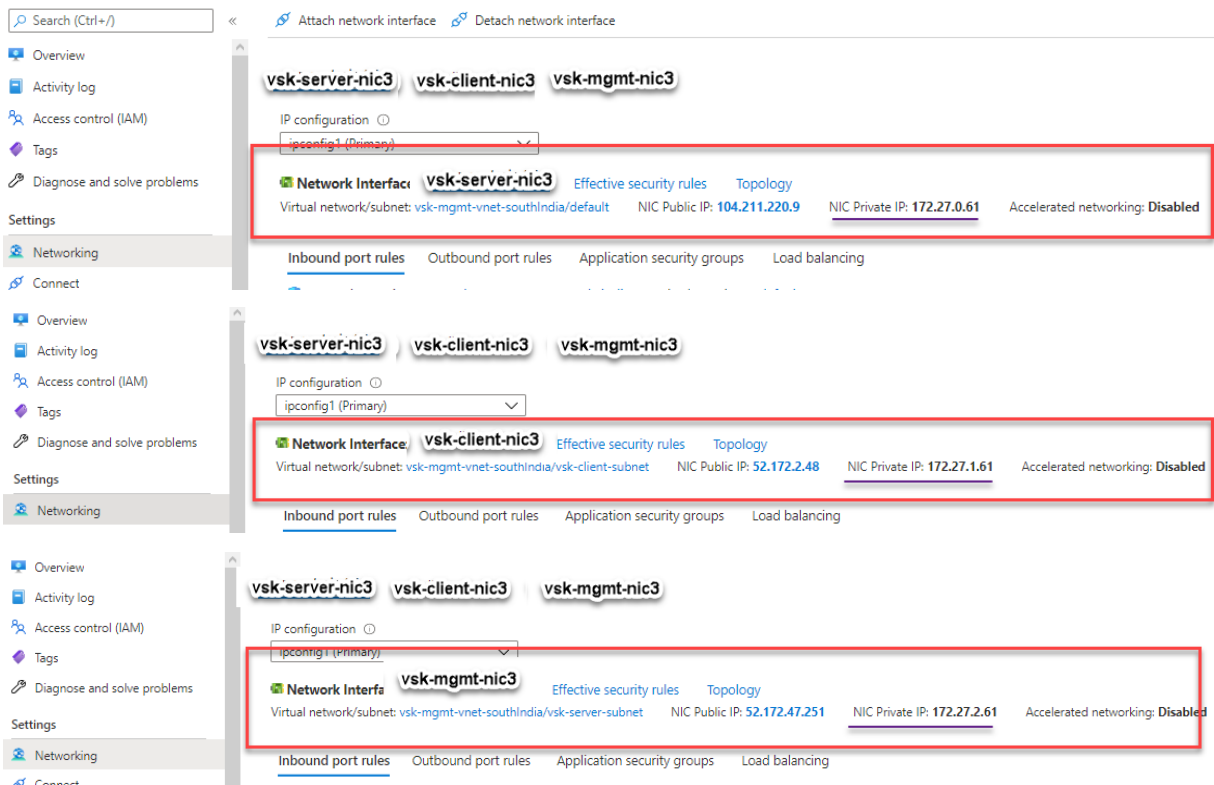 Search (Ctrl+/)
«
Attach network interface
Detach network interface
Overview
Activity log
Access control (IAM)
Tags
Diagnose and solve problems
Settings
Networking
Connect
vsk-server-nic3
vsk-client-nic3
vsk-mgmt-nic3
IP configuration
ipconfig1 (Primary)
Network Interface vsk-server-nic3 Effective security rules Topology
Virtual network/subnet: vsk-mgmt-vnet-southIndia/default NIC Public IP: 104.211.220.9 NIC Private IP: 172.27.0.61 Accelerated networking: Disabled
Inbound port rules Outbound port rules Application security groups Load balancing
Overview
Activity log
Access control (IAM)
Tags
Diagnose and solve problems
Settings
Networking
vsk-server-nic3
vsk-client-nic3
vsk-mgmt-nic3
IP configuration
ipconfig1 (Primary)
Network Interface: vsk-client-nic3 Effective security rules Topology
Virtual network/subnet: vsk-mgmt-vnet-southIndia/vsk-client-subnet NIC Public IP: 52.172.2.48 NIC Private IP: 172.27.1.61 Accelerated networking: Disabled
Inbound port rules Outbound port rules Application security groups Load balancing
Overview
Activity log
Access control (IAM)
Tags
Diagnose and solve problems
Settings
Networking
Connect
vsk-server-nic3
vsk-client-nic3
vsk-mgmt-nic3
IP configuration
ipconfig1 (Primary)
Network Interfa vsk-mgmt-nic3 Effective security rules Topology
Virtual network/subnet: vsk-mgmt-vnet-southIndia/vsk-server-subnet NIC Public IP: 52.172.47.251 NIC Private IP: 172.27.2.61 Accelerated networking: Disabled
Inbound port rules Outbound port rules Application security groups Load balancing